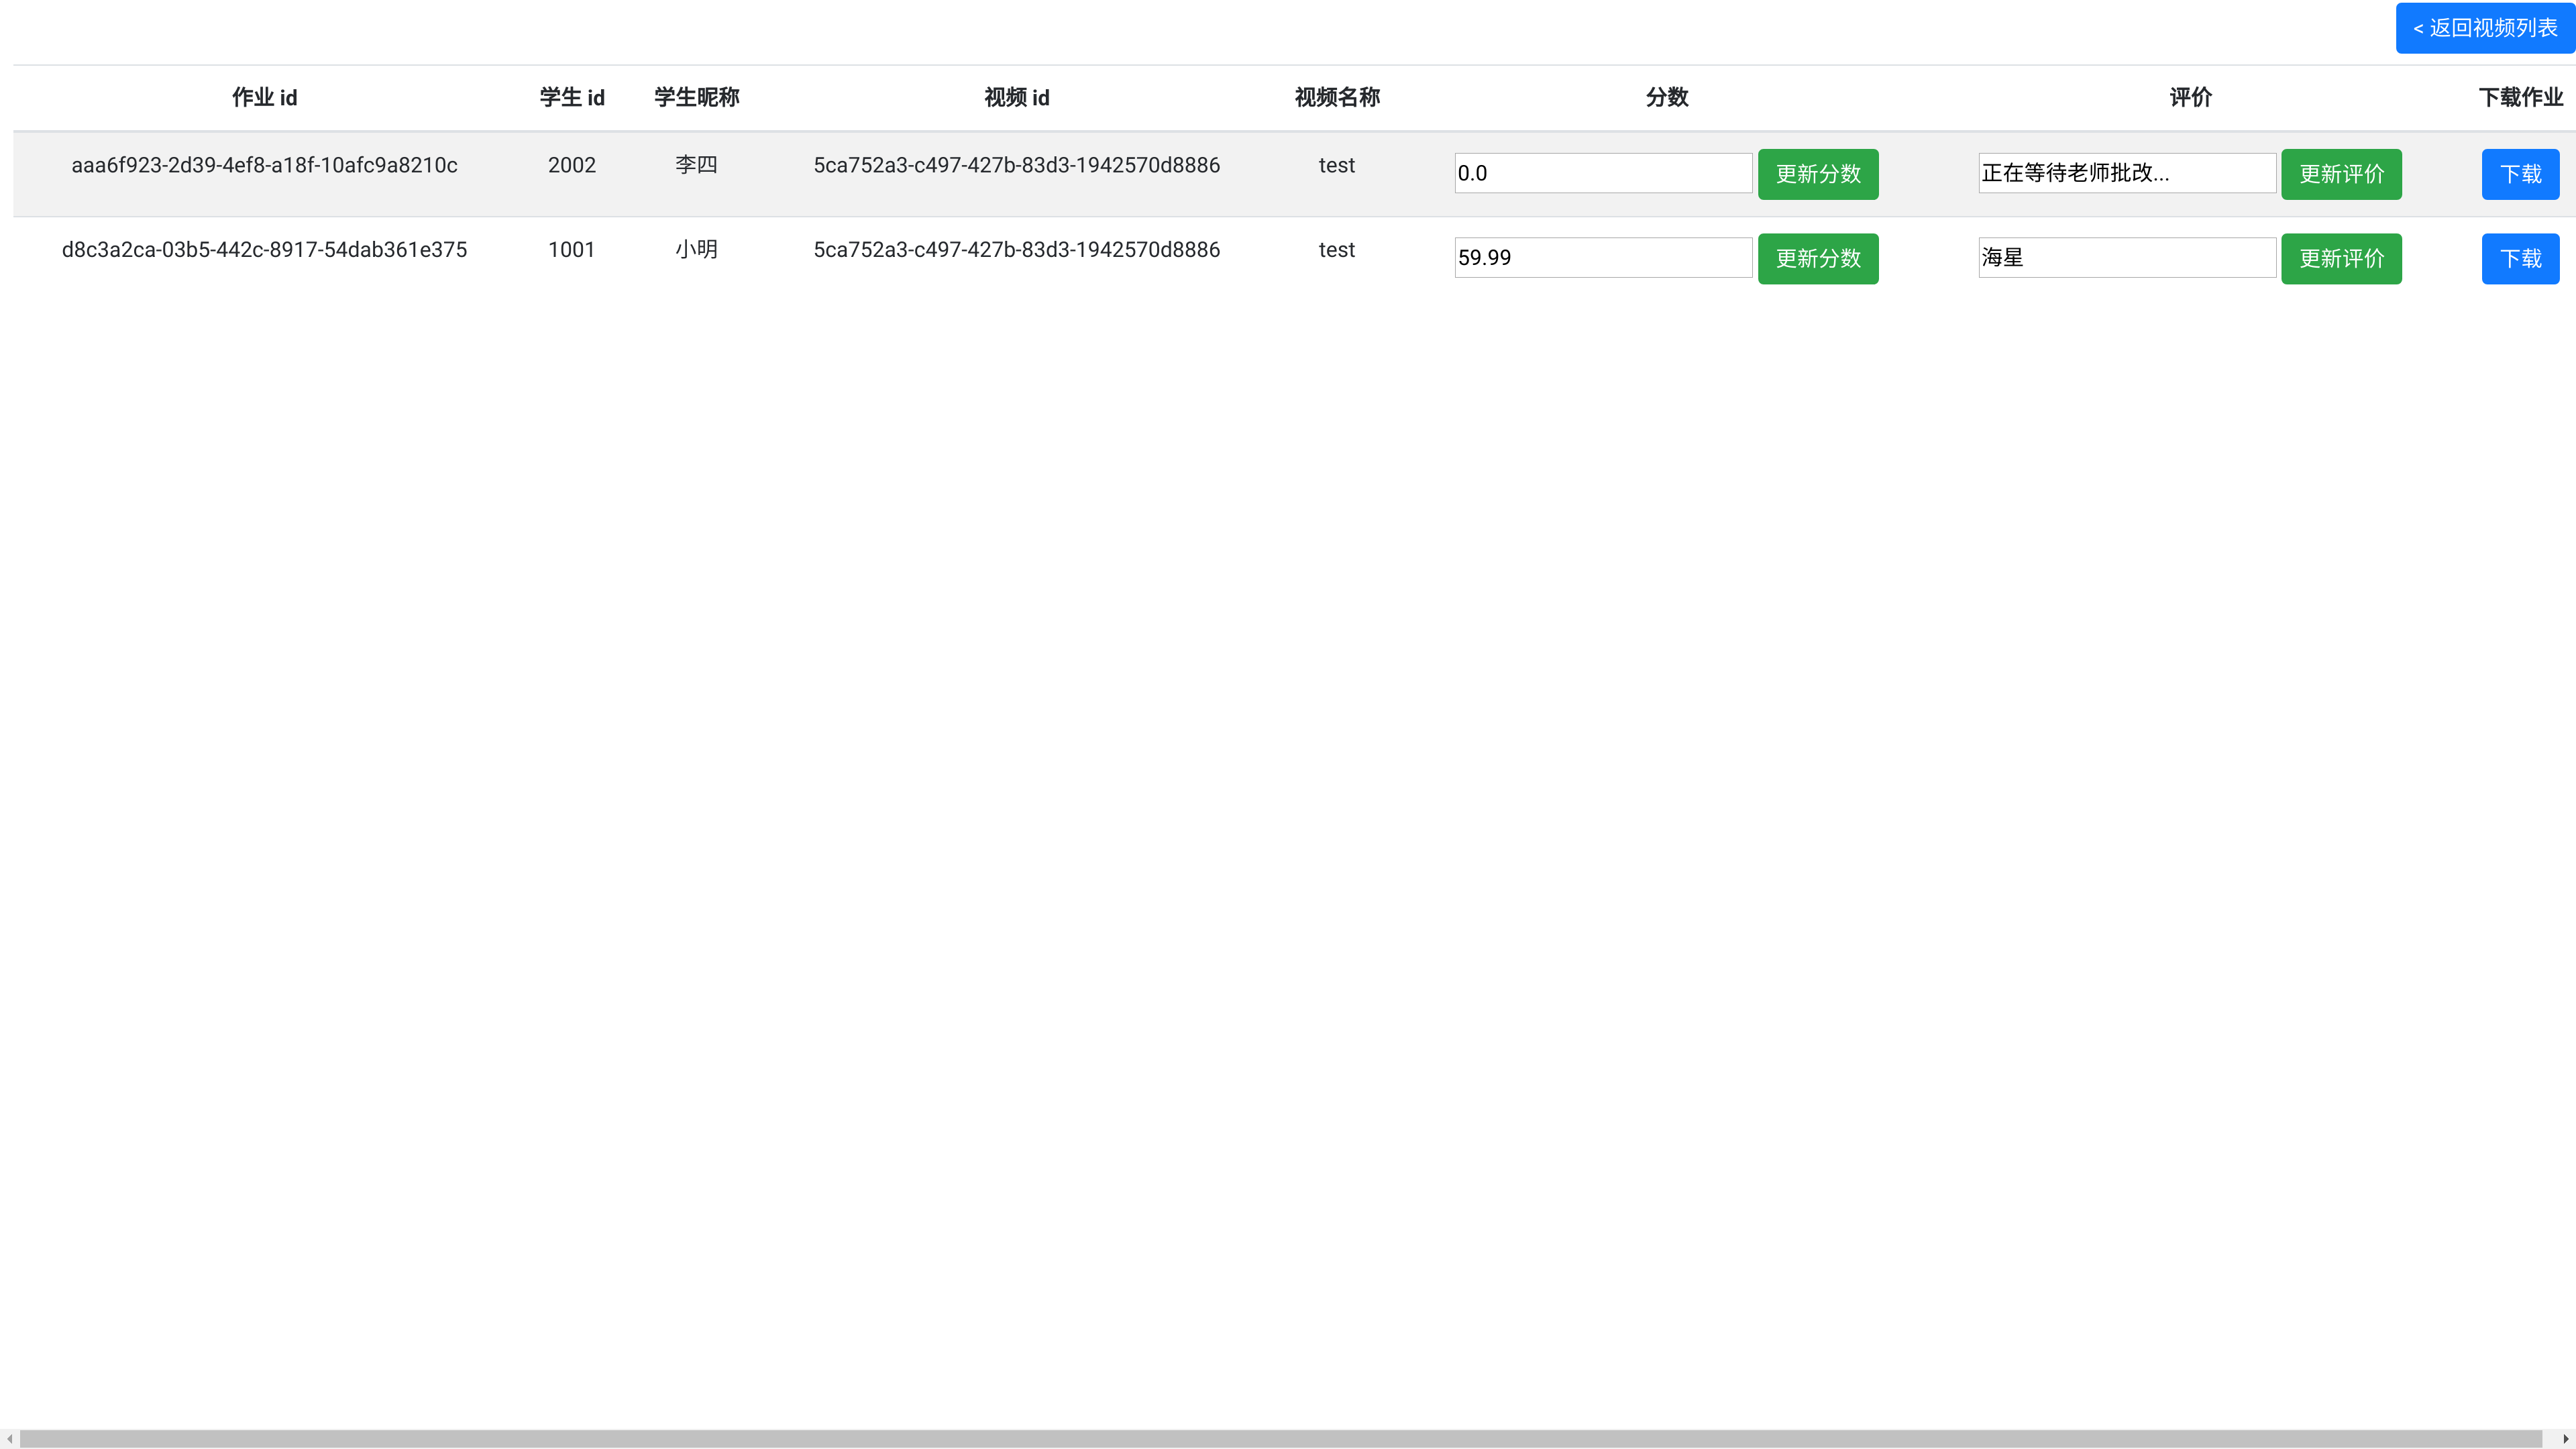 < 返回视频列表
作业 id 学生 id 学生昵称 视频 id 视频名称 分数 评价 下载作业
aaa6f923-2d39-4ef8-a18f-10afc9a8210c 2002 李四 5ca752a3-c497-427b-83d3-1942570d8886 test 0.0 更新分数 正在等待老师批改... 更新评价 下载
d8c3a2ca-03b5-442c-8917-54dab361e375 1001 小明 5ca752a3-c497-427b-83d3-1942570d8886 test 59.99 更新分数 海星 更新评价 下载